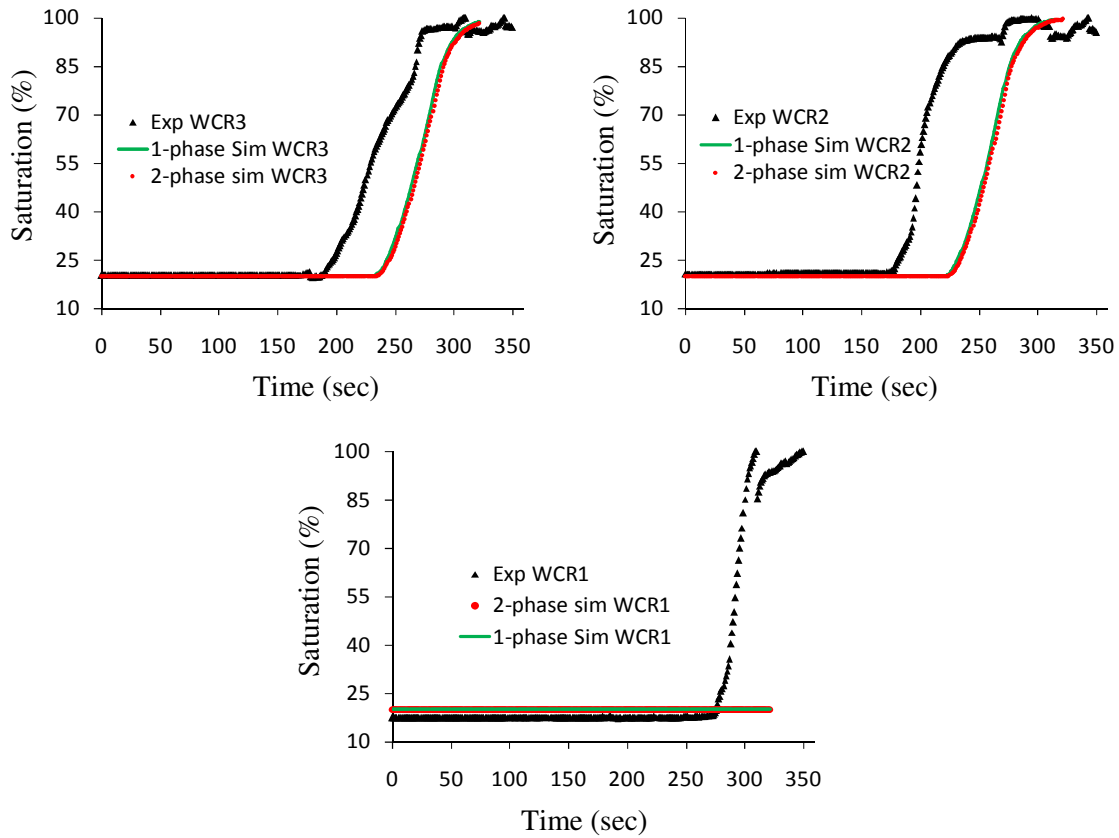 100
85
70
55
40
25
10
Saturation (%)
Exp WCR3
1-phase Sim WCR3
2-phase sim WCR3
0 50 100 150 200 250 300 350
Time (sec)
100
85
70
55
40
25
10
Saturation (%)
Exp WCR2
1-phase Sim WCR2
2-phase sim WCR2
0 50 100 150 200 250 300 350
Time (sec)
100
85
70
55
40
25
10
Saturation (%)
Exp WCR1
2-phase sim WCR1
1-phase Sim WCR1
0 50 100 150 200 250 300 350
Time (sec)